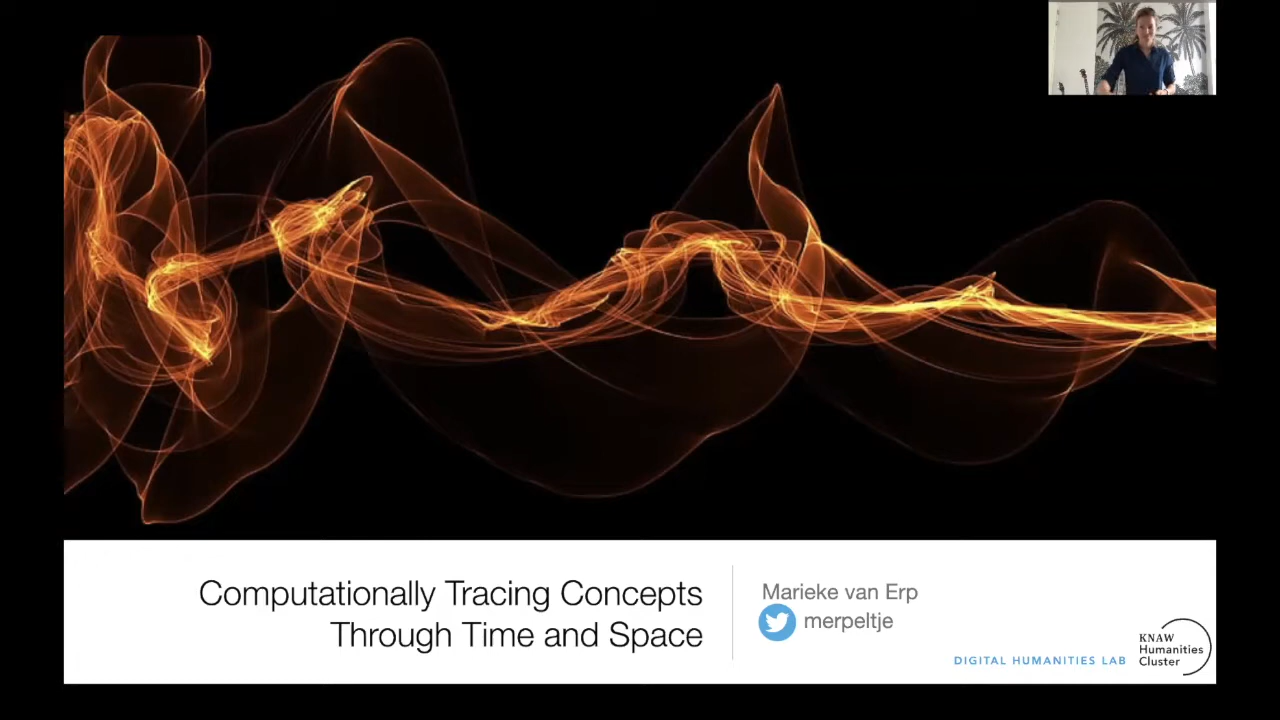 Computationally Tracing Concepts
Through Time and Space
Marieke van Erp
merpeltje
DIGITAL HUMANITIES LAB
KNAW
Humanities
Cluster